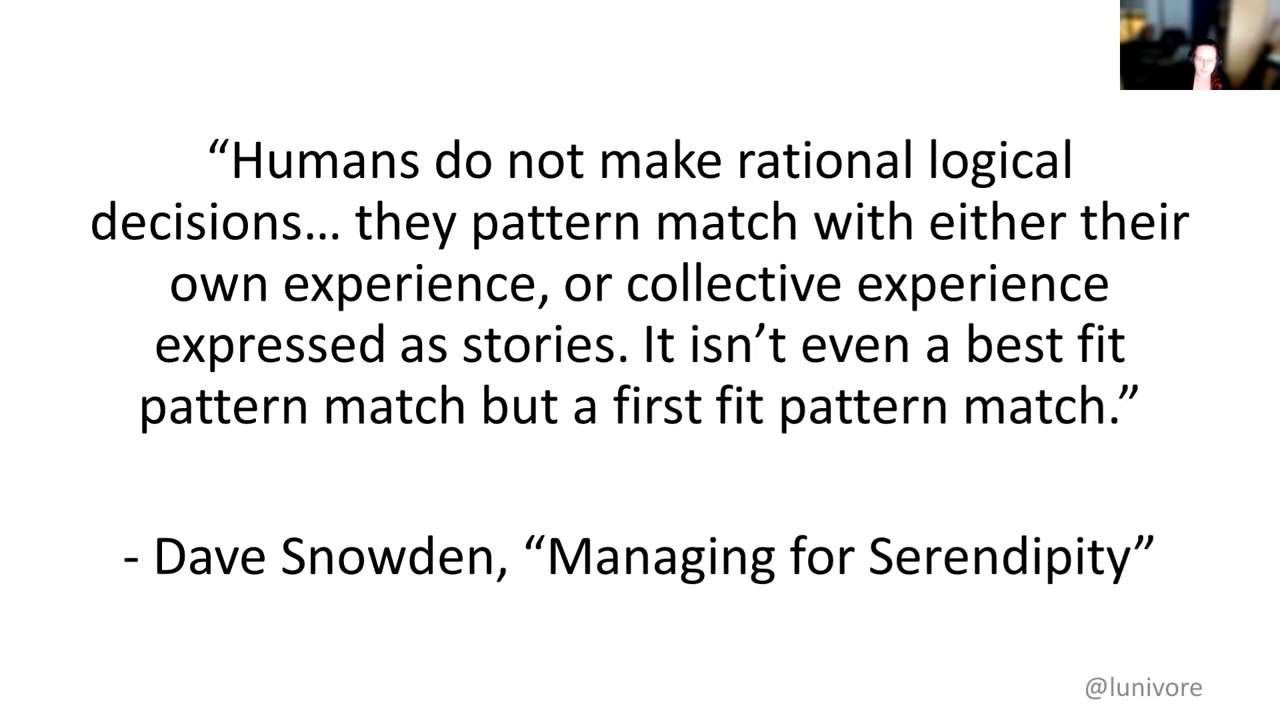 “Humans do not make rational logical
decisions… they pattern match with either their
own experience, or collective experience
expressed as stories. It isn’t even a best fit
pattern match but a first fit pattern match.”
- Dave Snowden, “Managing for Serendipity”
@lunivore